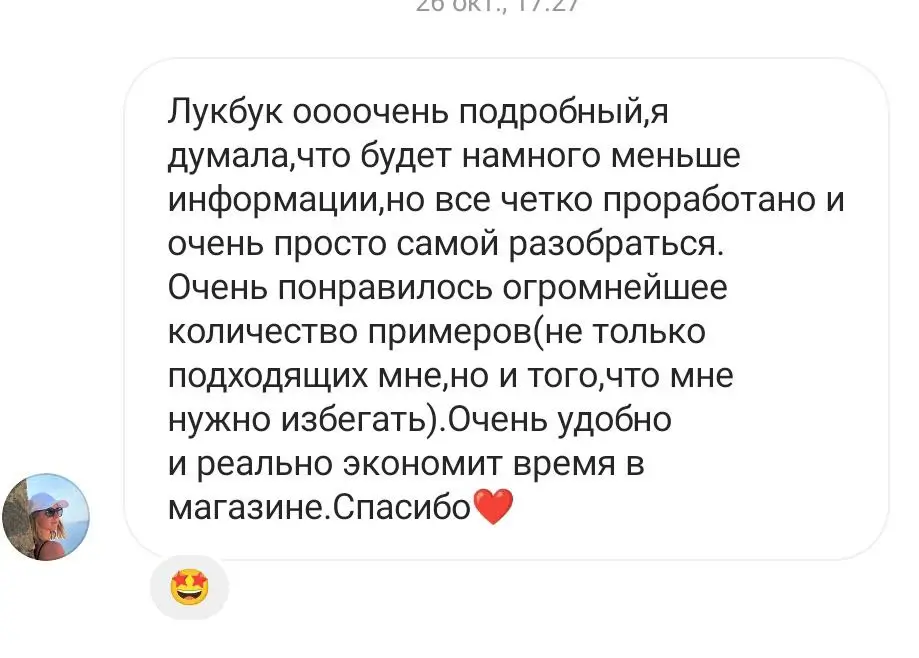 26 окт., 17:27
Лукбук оооочень подробный,я
думала,что будет намного меньше
информации,но все четко проработано и
очень просто самой разобраться.
Очень понравилось огромнейшее
количество примеров(не только
подходящих мне,но и того,что мне
нужно избегать).Очень удобно
и реально экономит время в
магазине.Спасибо❤️